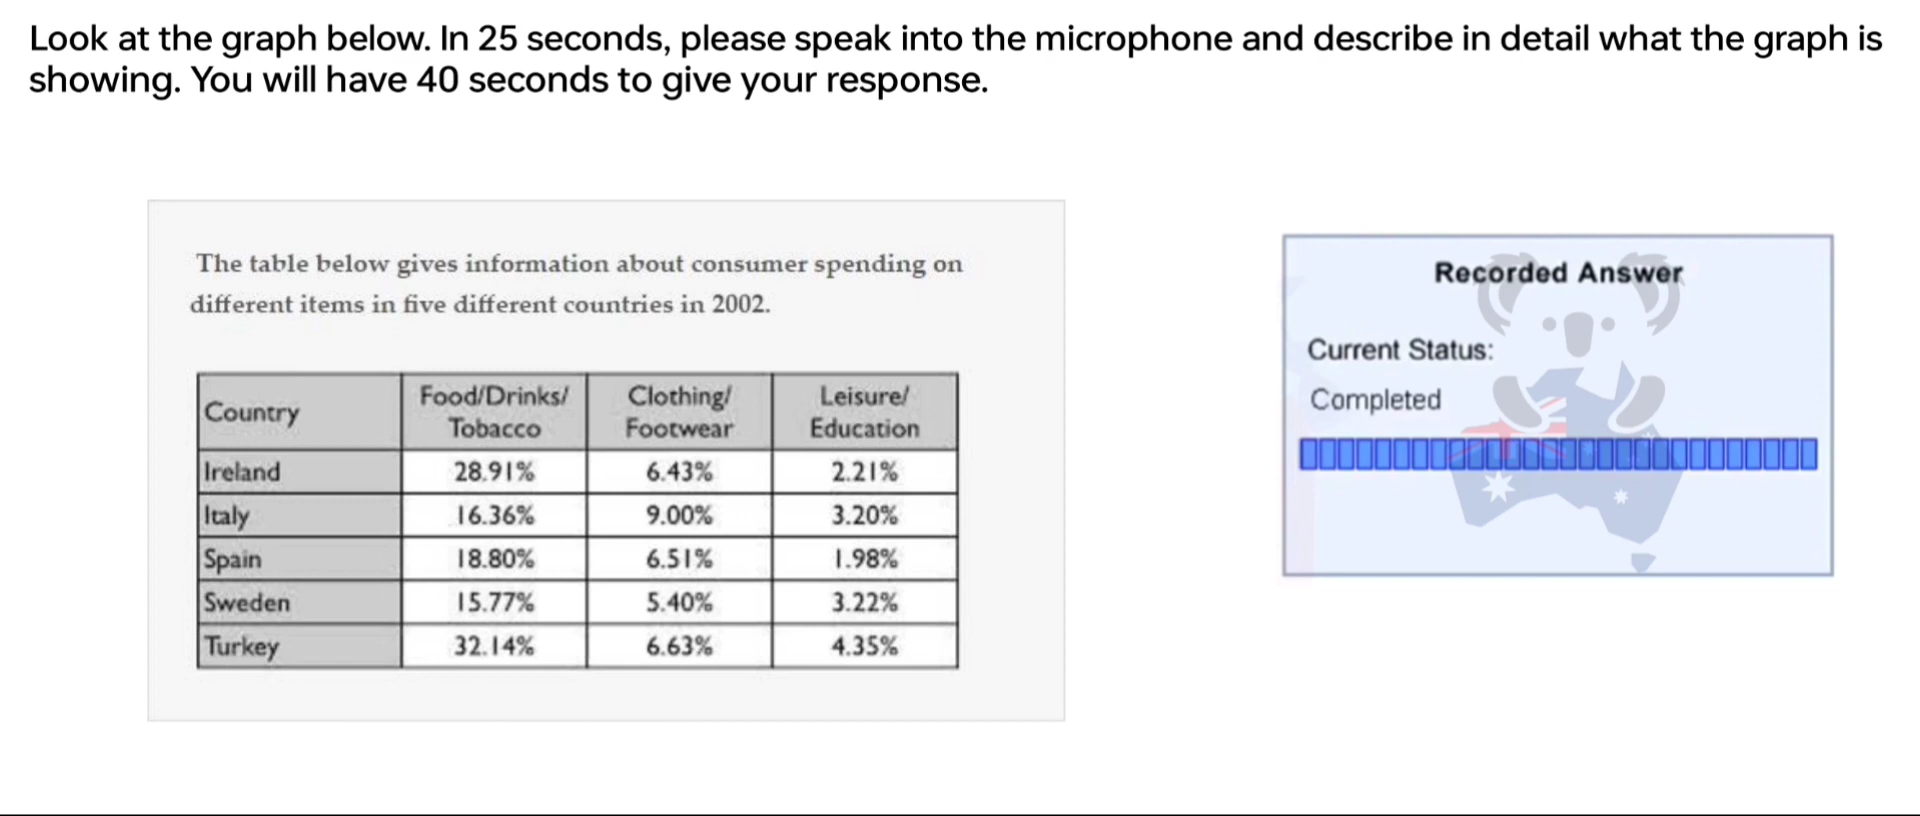 Look at the graph below. In 25 seconds, please speak into the microphone and describe in detail what the graph is
showing. You will have 40 seconds to give your response.
The table below gives information about consumer spending on
different items in five different countries in 2002.
Country Food/Drinks/ Tobacco Clothing/ Footwear Leisure/ Education
Ireland 28.91% 6.43% 2.21%
Italy 16.36% 9.00% 3.20%
Spain 18.80% 6.51% 1.98%
Sweden 15.77% 5.40% 3.22%
Turkey 32.14% 6.63% 4.35%
Recorded Answer
Current Status:
Completed